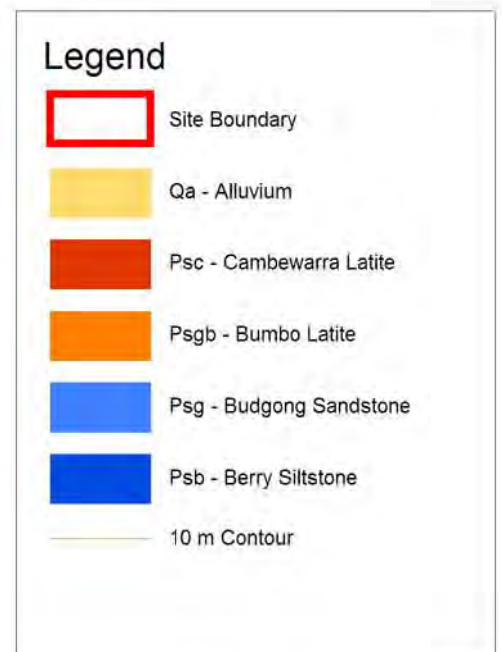 Legend
Site Boundary
Qa - Alluvium
Psc - Cambewarra Latite
Psgb - Bumbo Latite
Psg - Budgong Sandstone
Psb - Berry Siltstone
10 m Contour